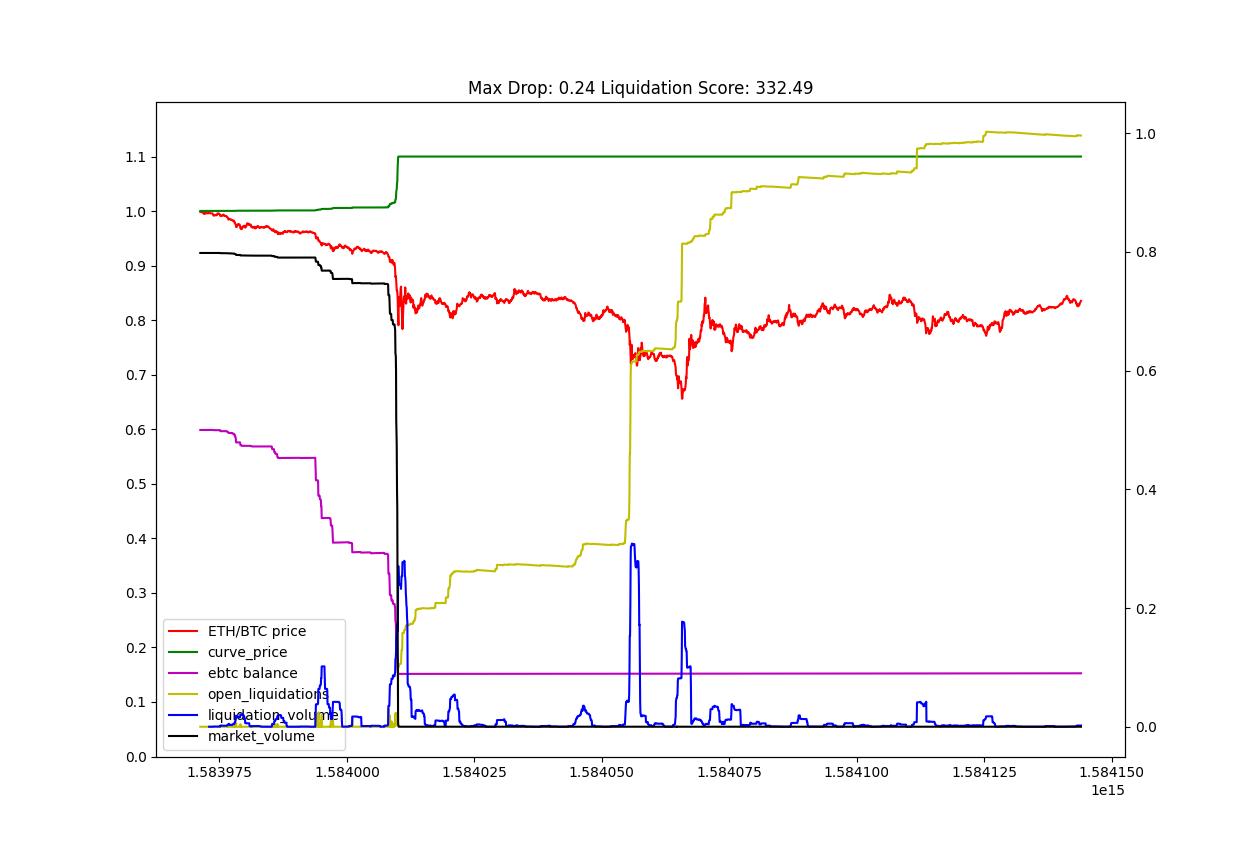 Max Drop: 0.24 Liquidation Score: 332.49
1.1
1.0
0.9
0.8
0.7
0.6
0.5
0.4
0.3
0.2
0.1
0.0
1.0
0.8
0.6
0.4
0.2
0.0
ETH/BTC price
curve_price
ebtc balance
open_liquidations
liquidation_volume
market_volume
1.583975 1.584000 1.584025 1.584050 1.584075 1.584100 1.584125 1.584150
1e15